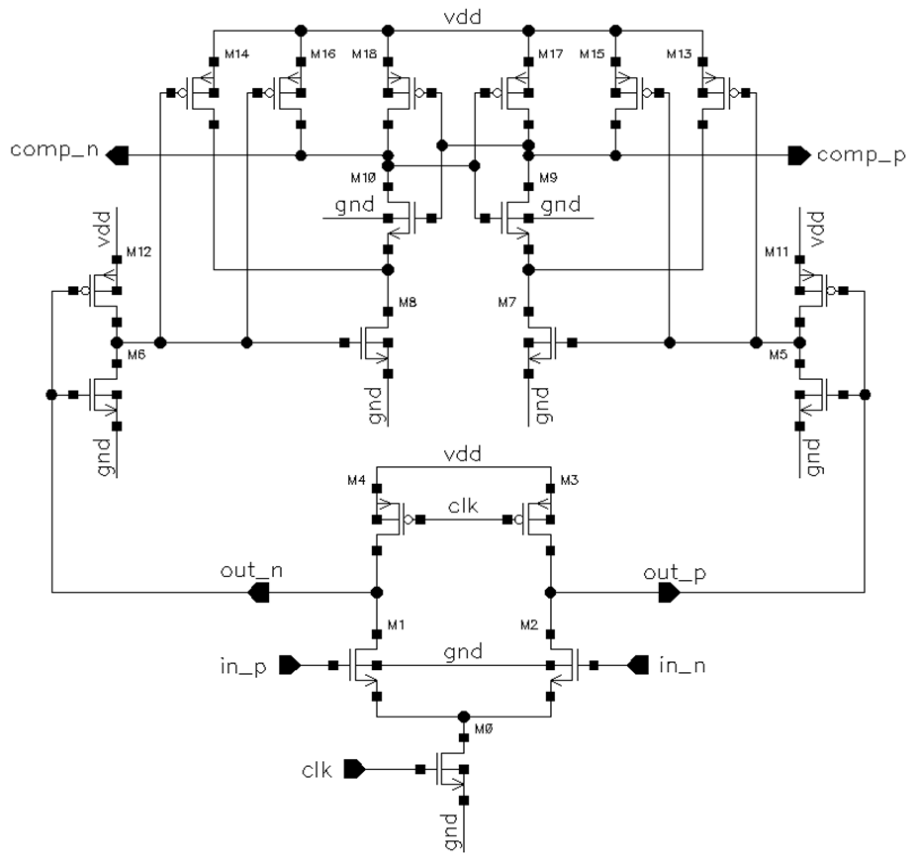 vdd
M14 M16 M18 M17 M15 M13
comp_n comp_p
M10 M9
gnd gnd
vdd vdd
M12 M11
M8 M7
M6 M5
gnd gnd
gnd gnd
vdd
M4 M3
clk
out_n out_p
M1 M2
in_p gnd in_n
M0
clk
gnd